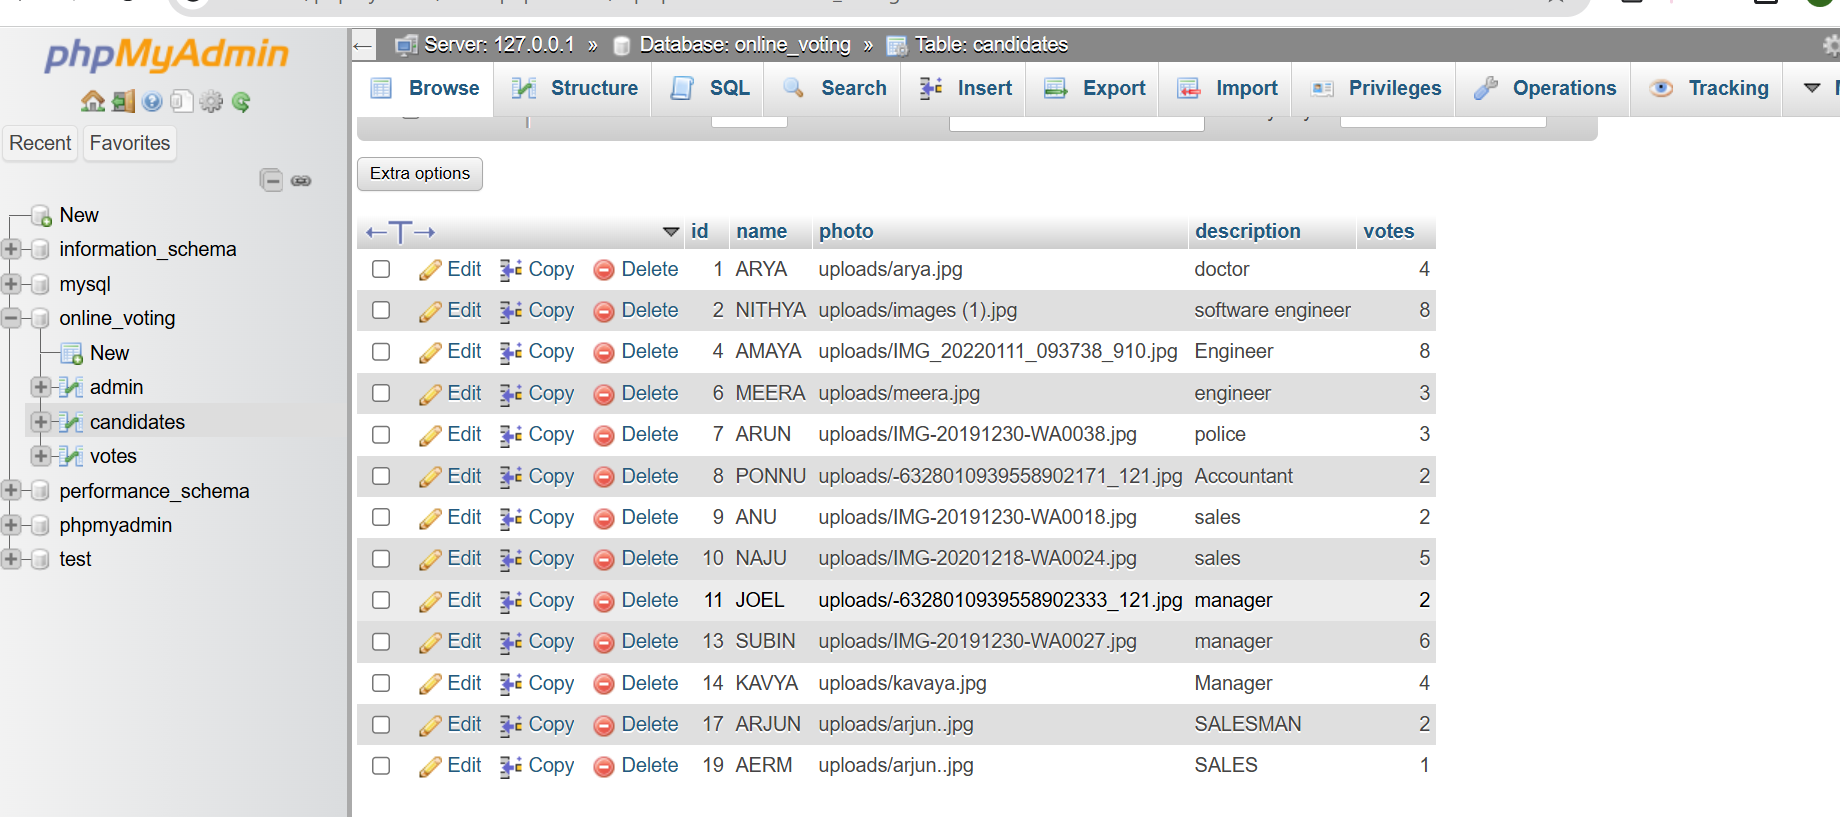 phpMyAdmin
Recent Favorites
New
information_schema
mysql
online_voting
New
admin
candidates
votes
performance_schema
phpmyadmin
test
Server: 127.0.0.1 » Database: online_voting » Table: candidates
Browse Structure SQL Search Insert Export Import Privileges Operations Tracking
Extra options
id name photo description votes
Edit Copy Delete 1 ARYA uploads/arya.jpg doctor 4
Edit Copy Delete 2 NITHYA uploads/images (1).jpg software engineer 8
Edit Copy Delete 4 AMAYA uploads/IMG_20220111_093738_910.jpg Engineer 8
Edit Copy Delete 6 MEERA uploads/meera.jpg engineer 3
Edit Copy Delete 7 ARUN uploads/IMG-20191230-WA0038.jpg police 3
Edit Copy Delete 8 PONNU uploads/-6328010939558902171_121.jpg Accountant 2
Edit Copy Delete 9 ANU uploads/IMG-20191230-WA0018.jpg sales 2
Edit Copy Delete 10 NAJU uploads/IMG-20201218-WA0024.jpg sales 5
Edit Copy Delete 11 JOEL uploads/-6328010939558902333_121.jpg manager 2
Edit Copy Delete 13 SUBIN uploads/IMG-20191230-WA0027.jpg manager 6
Edit Copy Delete 14 KAVYA uploads/kavaya.jpg Manager 4
Edit Copy Delete 17 ARJUN uploads/arjun..jpg SALESMAN 2
Edit Copy Delete 19 AERM uploads/arjun..jpg SALES 1